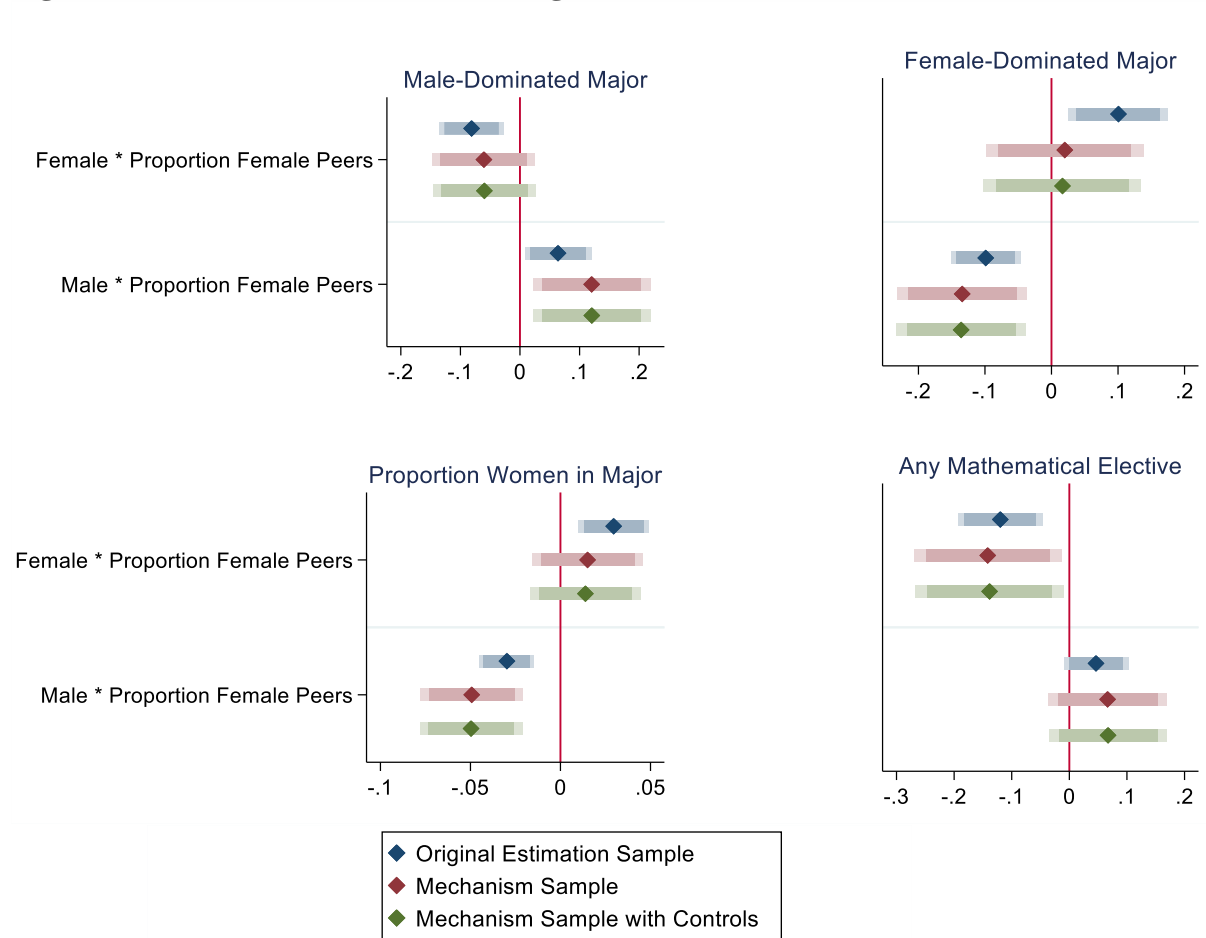 Male-Dominated Major
Female * Proportion Female Peers
Male * Proportion Female Peers
-.2 -.1 0 .1 .2
Female-Dominated Major
-.2 -.1 0 .1 .2
Proportion Women in Major
Female * Proportion Female Peers
Male * Proportion Female Peers
-.1 -.05 0 .05
Any Mathematical Elective
-.3 -.2 -.1 0 .1 .2
Original Estimation Sample
Mechanism Sample
Mechanism Sample with Controls